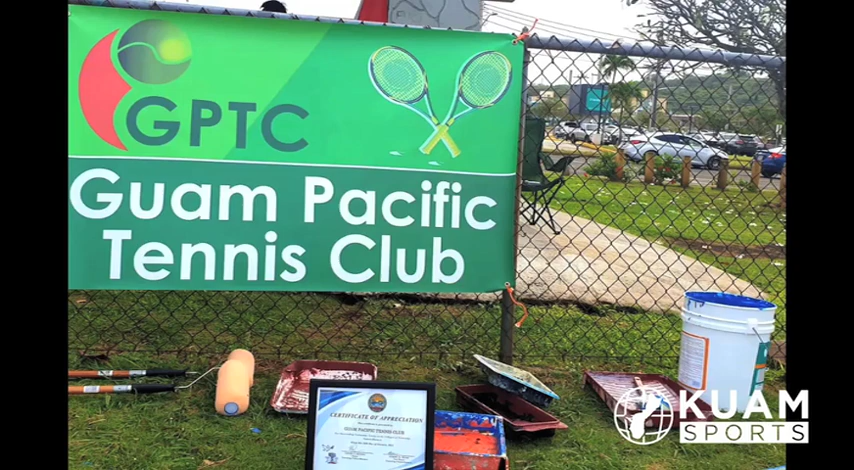 GPTC
Guam Pacific
Tennis Club
CERTIFICATE OF APPRECIATION
GUAM PACIFIC TENNIS CLUB
KUAM
SPORTS